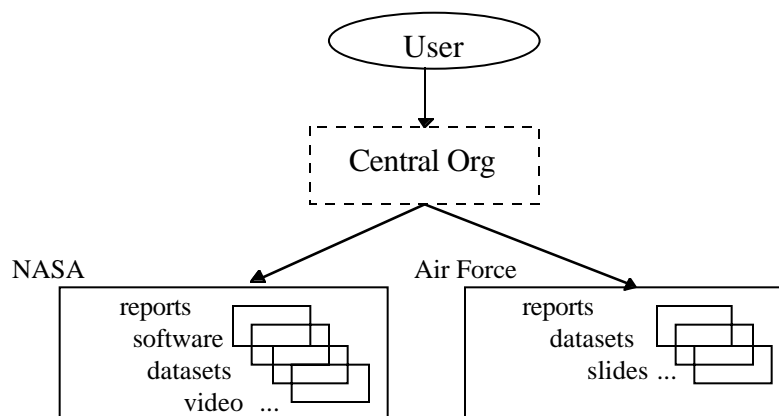 User
Central Org
NASA
Air Force
reports
software
datasets
video ...
reports
datasets
slides ...